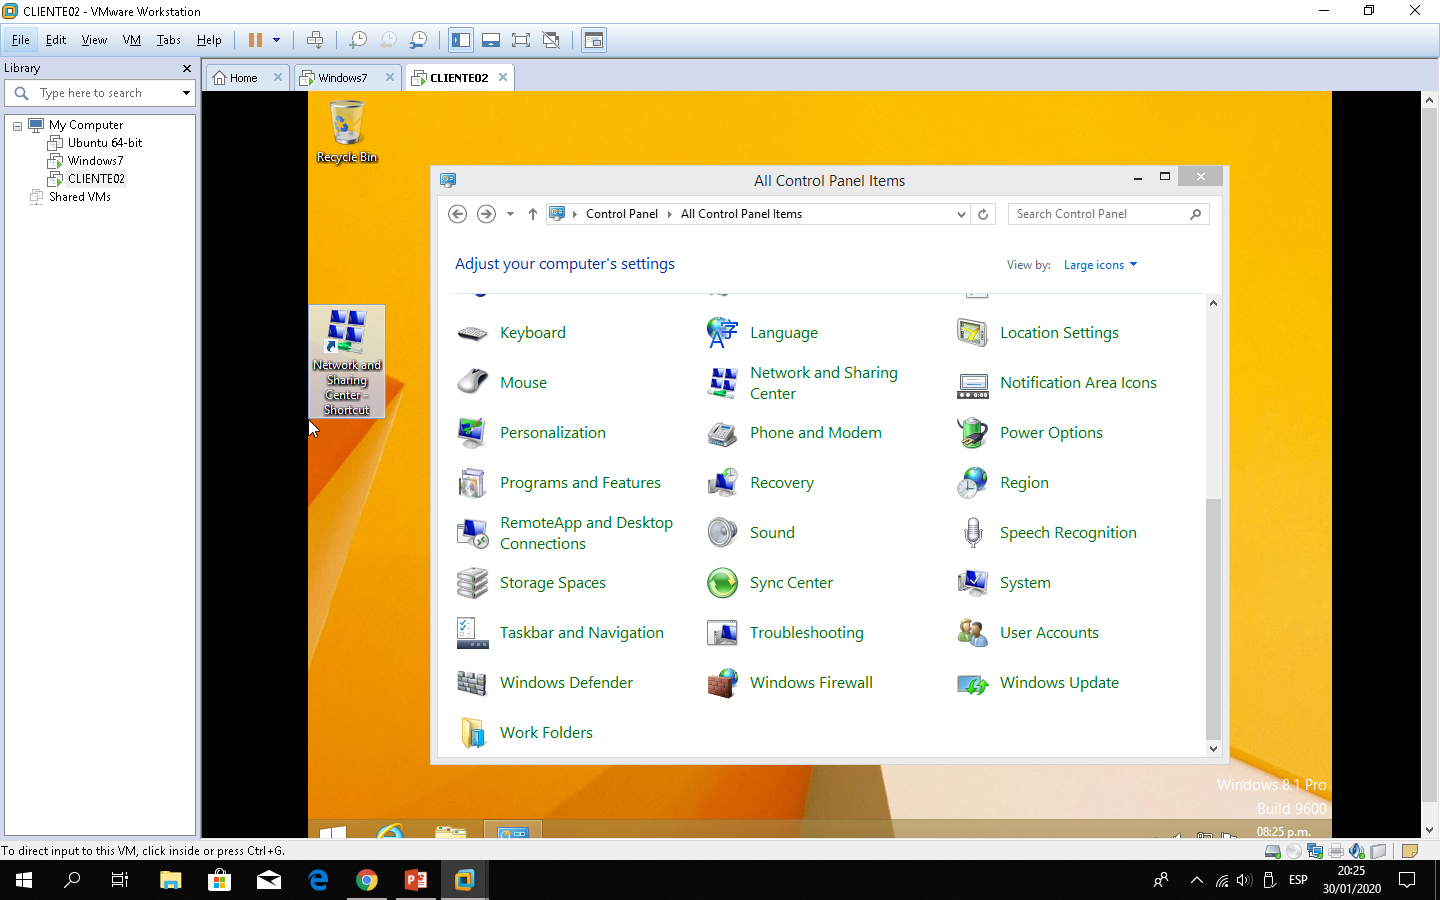 CLIENTE02 - VMware Workstation
File Edit View VM Tabs Help
Library
Type here to search
My Computer
Ubuntu 64-bit
Windows7
CLIENTE02
Shared VMs
Home
Windows7
CLIENTE02
Recycle Bin
Network and
Sharing
Center -
Shortcut
All Control Panel Items
Control Panel
All Control Panel Items
Search Control Panel
Adjust your computer's settings
View by:
Large icons
Keyboard
Language
Location Settings
Mouse
Network and Sharing
Center
Notification Area Icons
Personalization
Phone and Modem
Power Options
Programs and Features
Recovery
Region
RemoteApp and Desktop
Connections
Sound
Speech Recognition
Storage Spaces
Sync Center
System
Taskbar and Navigation
Troubleshooting
User Accounts
Windows Defender
Windows Firewall
Windows Update
Work Folders
Windows 8.1 Pro
Build 9600
08:25 p.m.
To direct input to this VM, click inside or press Ctrl+G.
ESP
20:25
30/01/2020